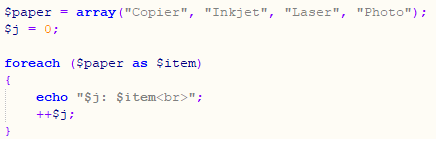 $paper = array("Copier", "Inkjet", "Laser", "Photo");
$j = 0;
foreach ($paper as $item)
{
echo "$j: $item<br>";
++$j;
}